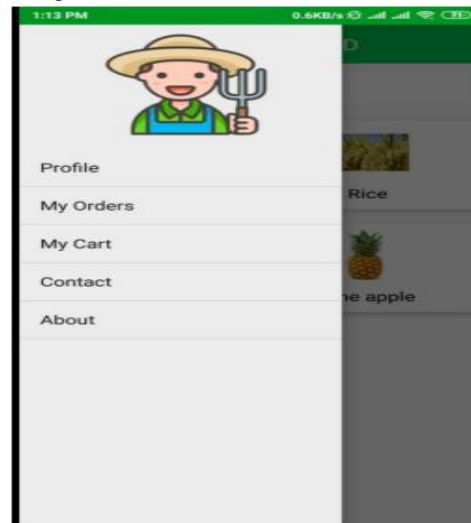 1:13 PM 0.6KB/s
D
Profile
Rice
My Orders
My Cart
Contact
ne apple
About